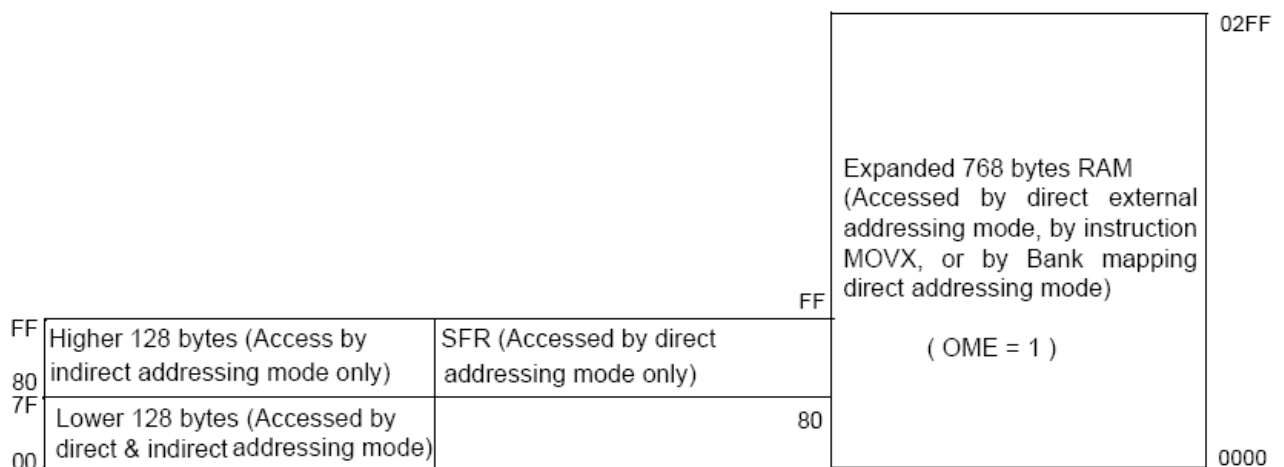 02FF
Expanded 768 bytes RAM
(Accessed by direct external
addressing mode, by instruction
MOVX, or by Bank mapping
direct addressing mode)
( OME = 1 )
0000
FF
80
FF
Higher 128 bytes (Access by
indirect addressing mode only)
80
SFR (Accessed by direct
addressing mode only)
7F
Lower 128 bytes (Accessed by
direct & indirect addressing mode)
00